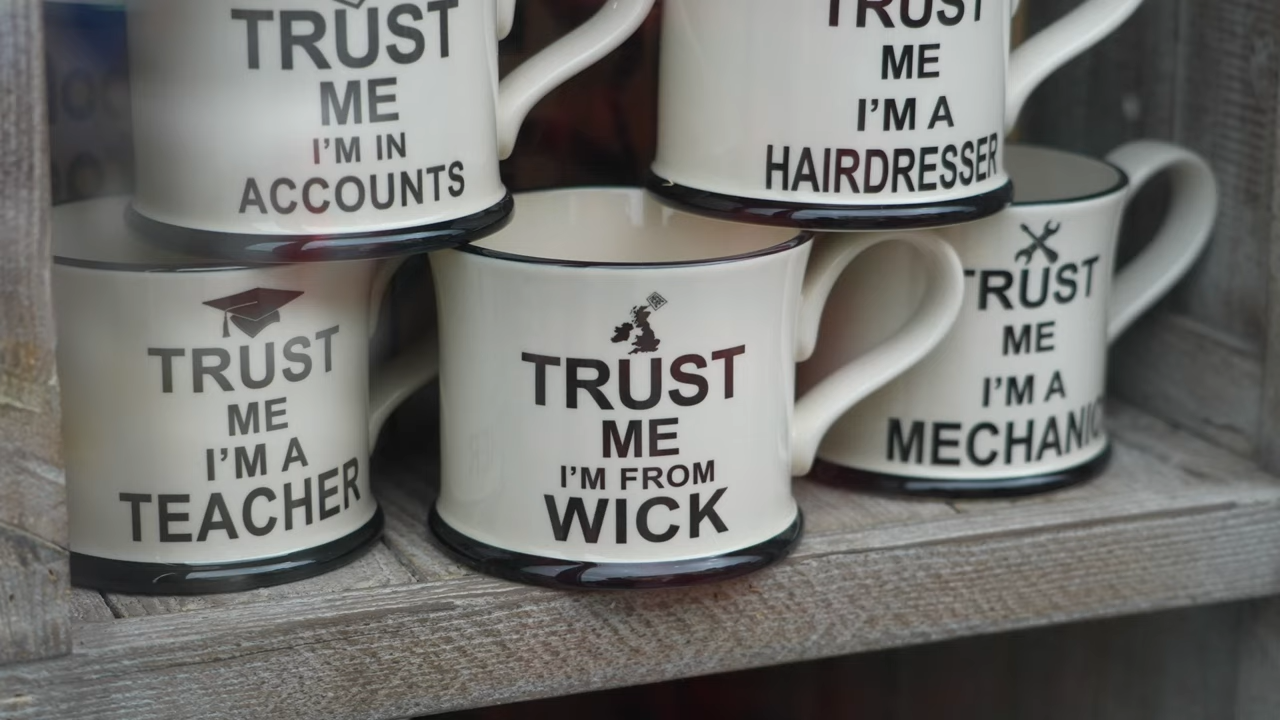 TRUST
ME
I'M IN
ACCOUNTS
TRUST
ME
I'M A
HAIRDRESSER
TRUST
ME
I'M A
TEACHER
TRUST
ME
I'M FROM
WICK
TRUST
ME
I'M A
MECHANIC